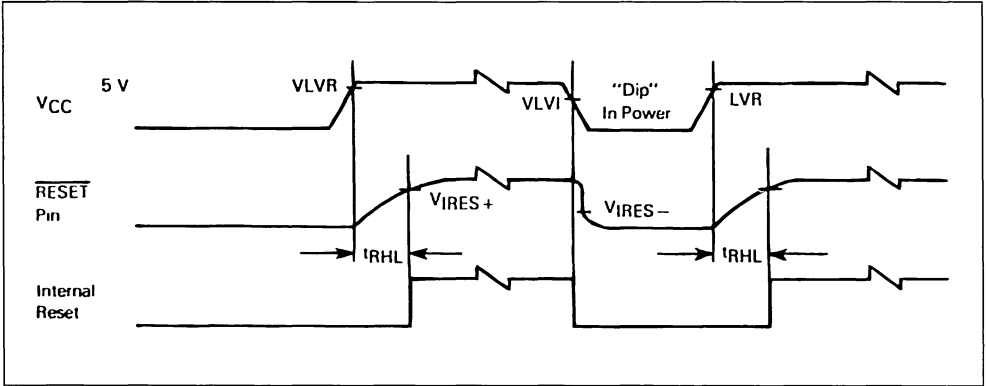 5 V
VCC
VLVR
VLVI
"Dip"
In Power
LVR
RESET
Pin
VIRES+
VIRES−
tRHL
tRHL
Internal
Reset